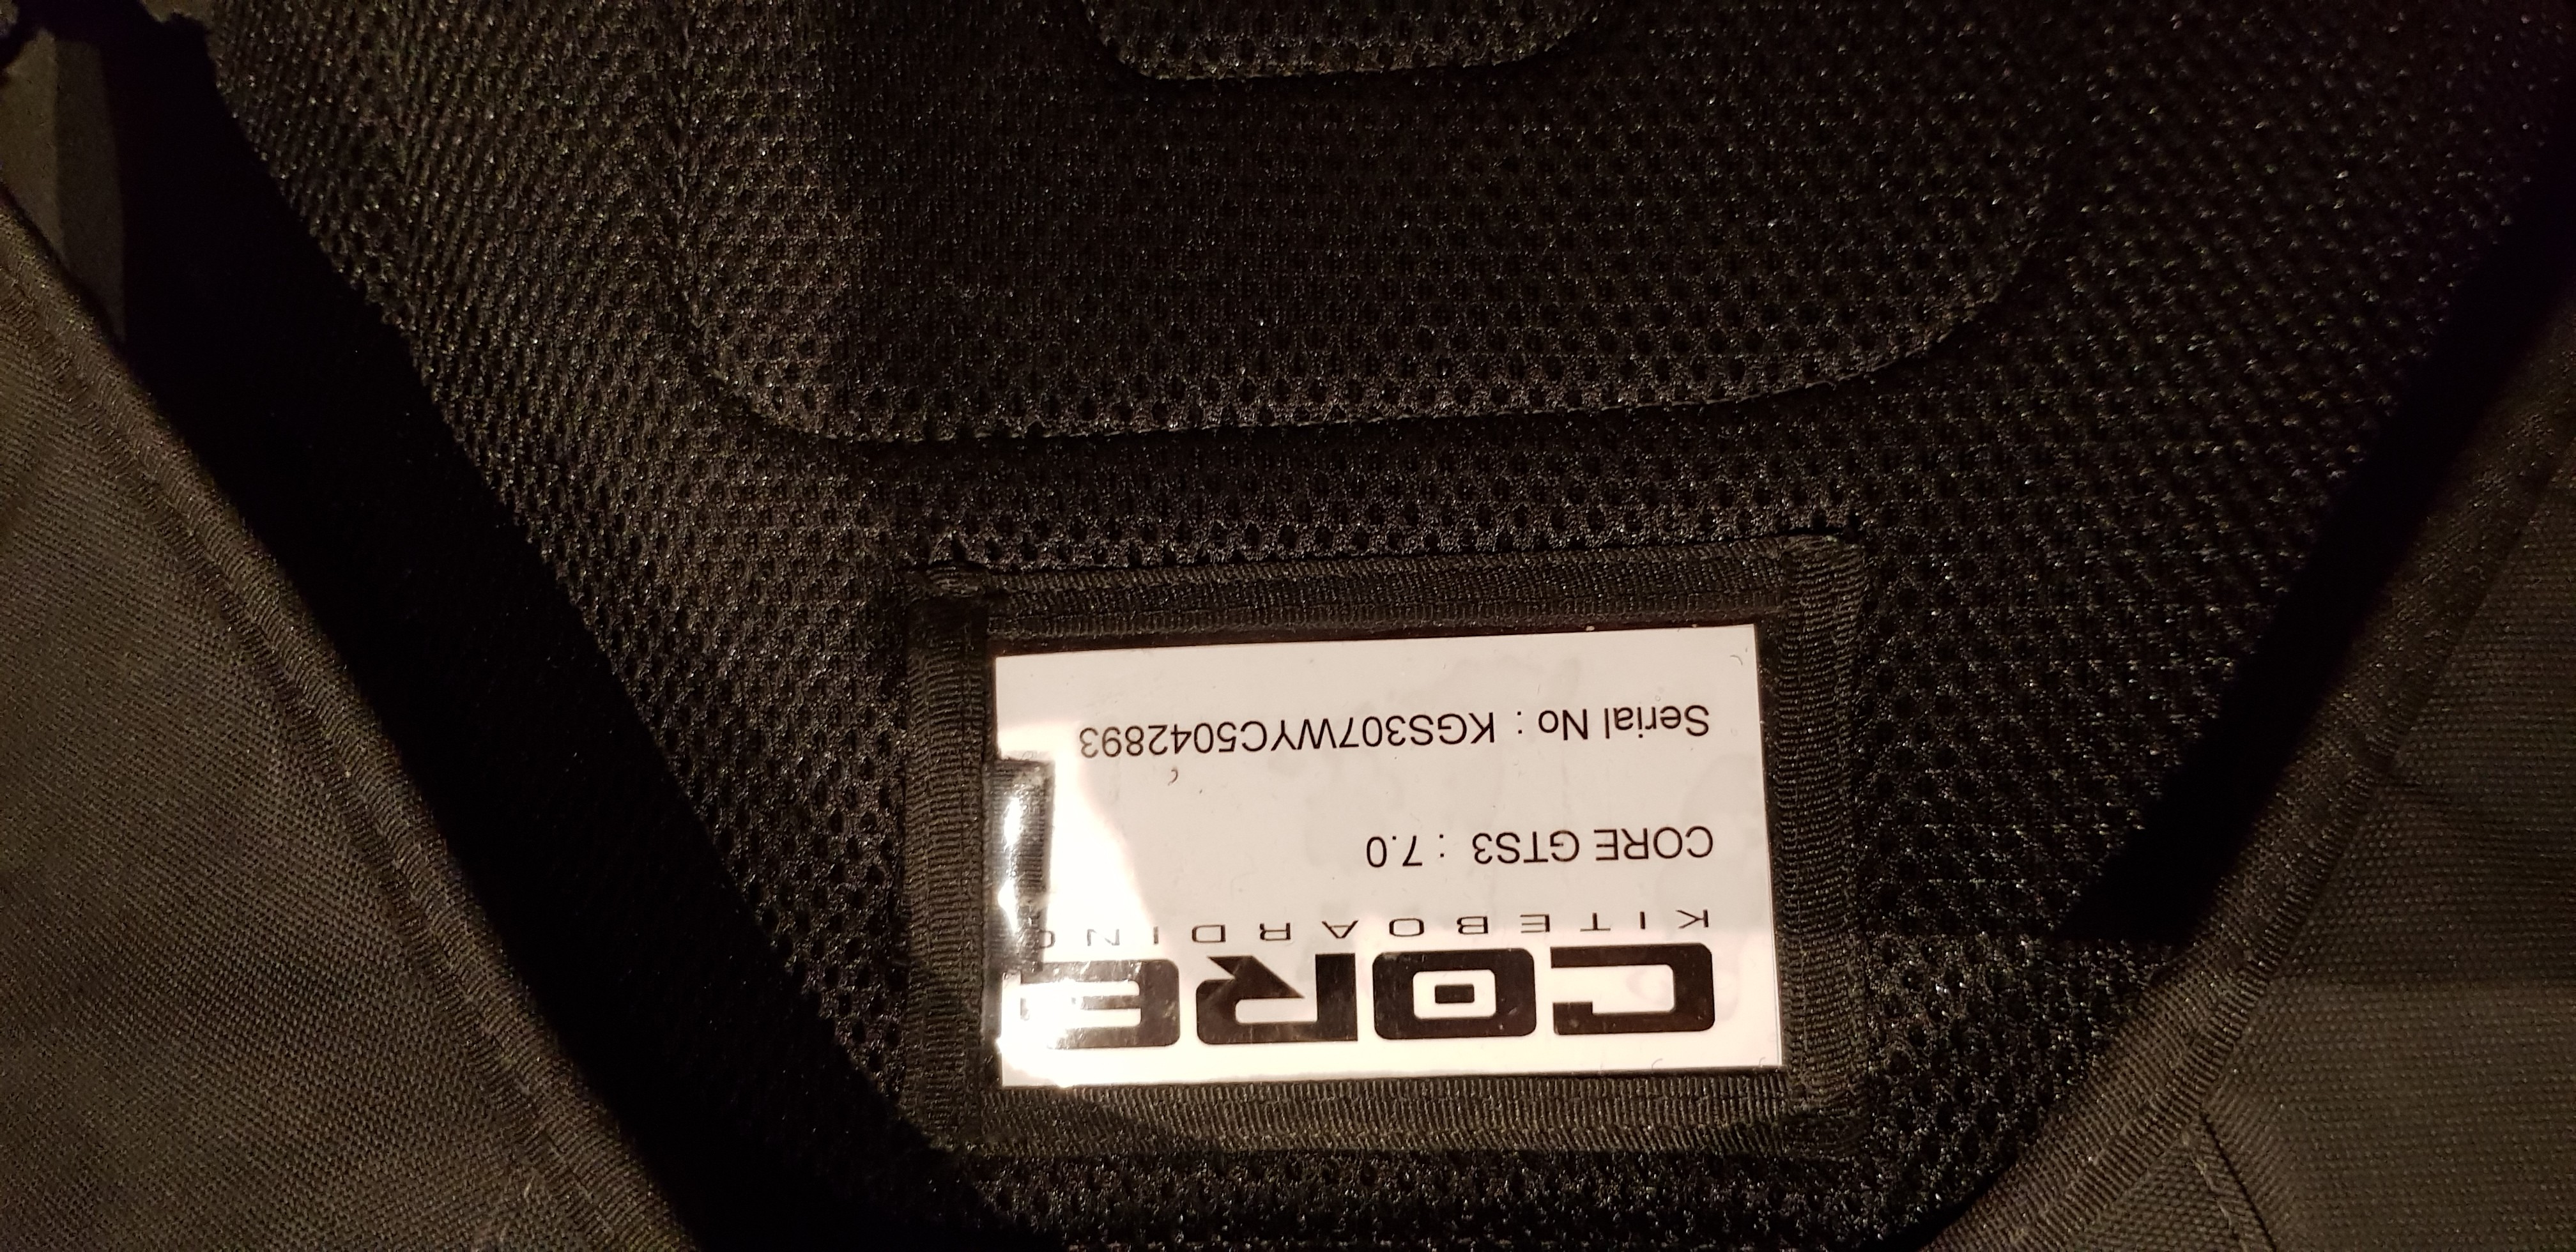 CORE
KITEBOARDING
CORE GTS3 : 7.0
Serial No : KGS307WYC5042893